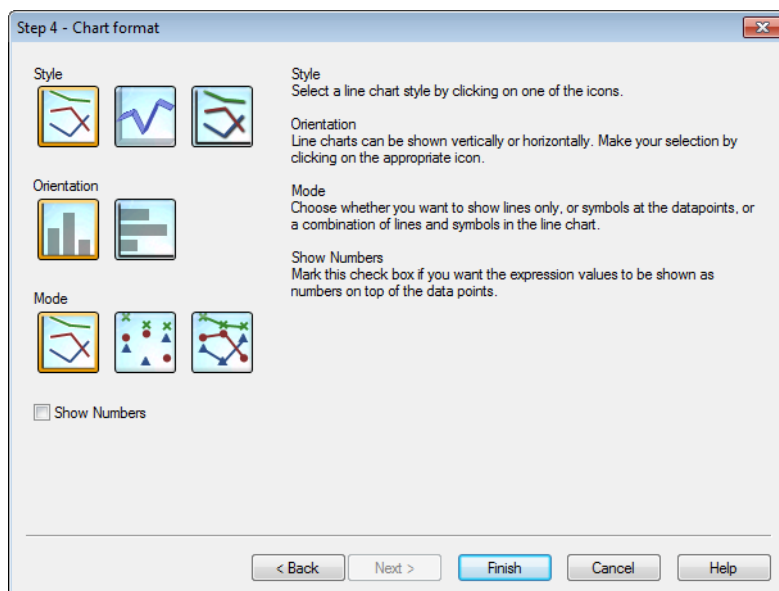 Step 4 - Chart format
Style
Orientation
Mode
Show Numbers
Style
Select a line chart style by clicking on one of the icons.
Orientation
Line charts can be shown vertically or horizontally. Make your selection by
clicking on the appropriate icon.
Mode
Choose whether you want to show lines only, or symbols at the datapoints, or
a combination of lines and symbols in the line chart.
Show Numbers
Mark this check box if you want the expression values to be shown as
numbers on top of the data points.
< Back
Next >
Finish
Cancel
Help